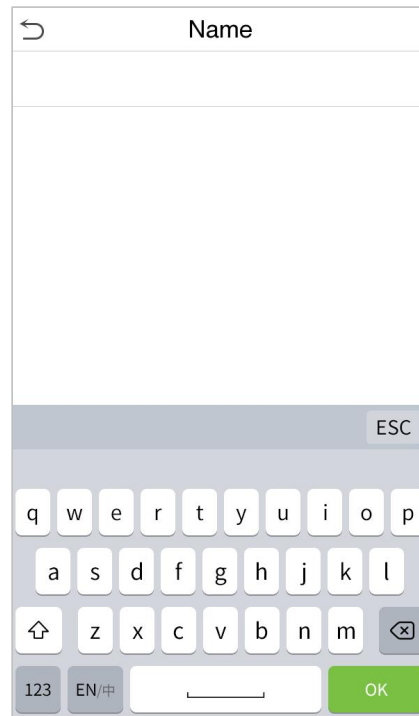 Name
ESC
q w e r t y u i o p
a s d f g h j k l
z x c v b n m
123 EN/中 OK